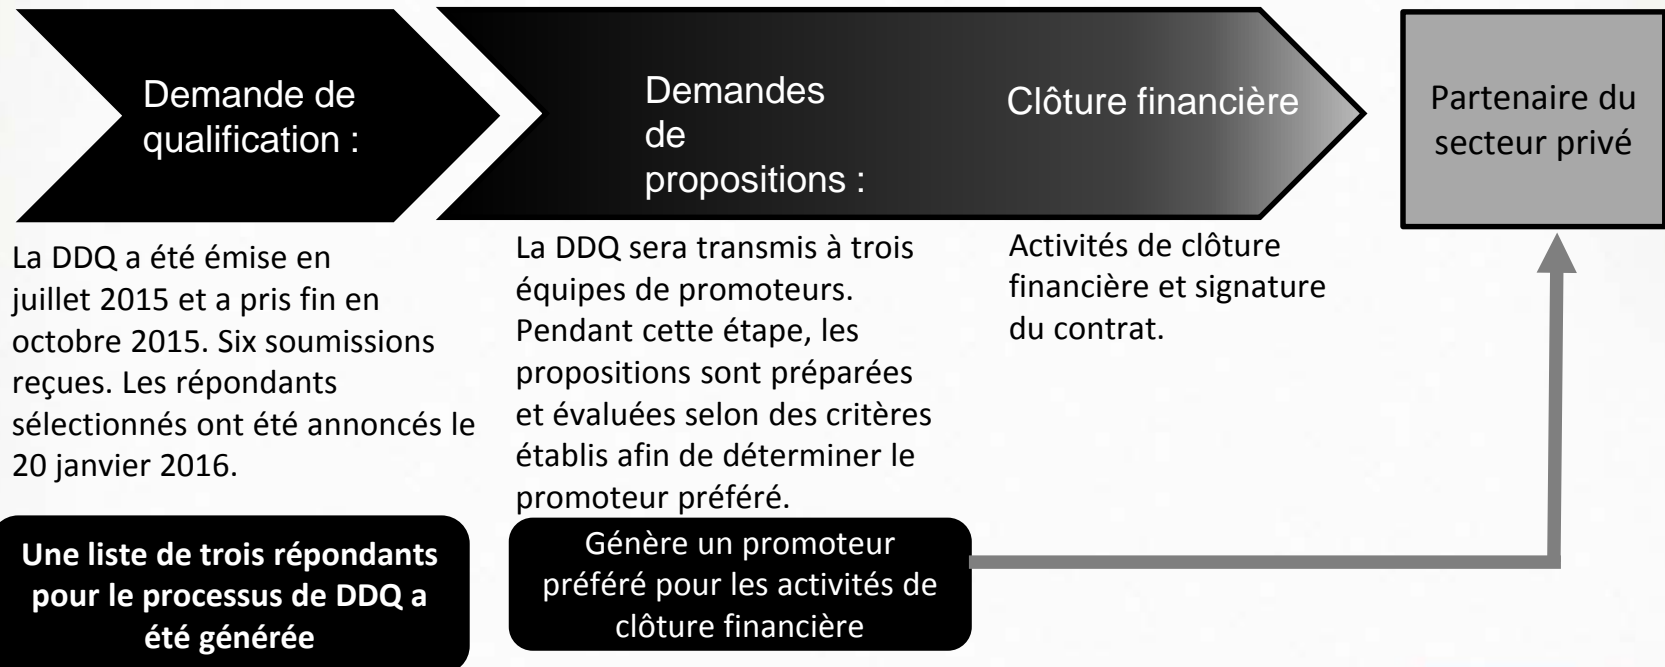 Demande de
qualification :
Demandes
de
propositions :
Clôture financière
Partenaire du
secteur privé
La DDQ a été émise en
juillet 2015 et a pris fin en
octobre 2015. Six soumissions
reçues. Les répondants
sélectionnés ont été annoncés le
20 janvier 2016.
La DDQ sera transmis à trois
équipes de promoteurs.
Pendant cette étape, les
propositions sont préparées
et évaluées selon des critères
établis afin de déterminer le
promoteur préféré.
Activités de clôture
financière et signature
du contrat.
Une liste de trois répondants
pour le processus de DDQ a
été générée
Génère un promoteur
préféré pour les activités de
clôture financière